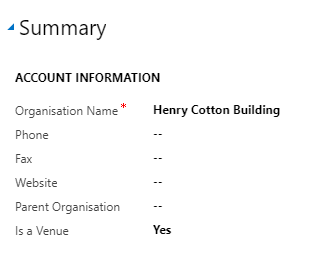 Summary
ACCOUNT INFORMATION
Organisation Name * Henry Cotton Building
Phone --
Fax --
Website --
Parent Organisation --
Is a Venue Yes